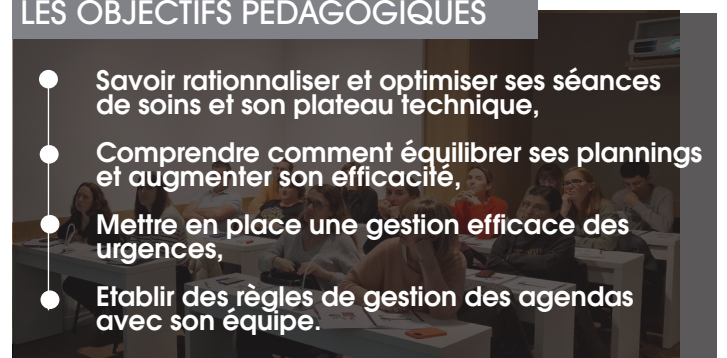 LES OBJECTIFS PEDAGOGIQUES
Savoir rationnaliser et optimiser ses séances
de soins et son plateau technique,
Comprendre comment équilibrer ses plannings
et augmenter son efficacité,
Mettre en place une gestion efficace des
urgences,
Etablir des règles de gestion des agendas
avec son équipe.